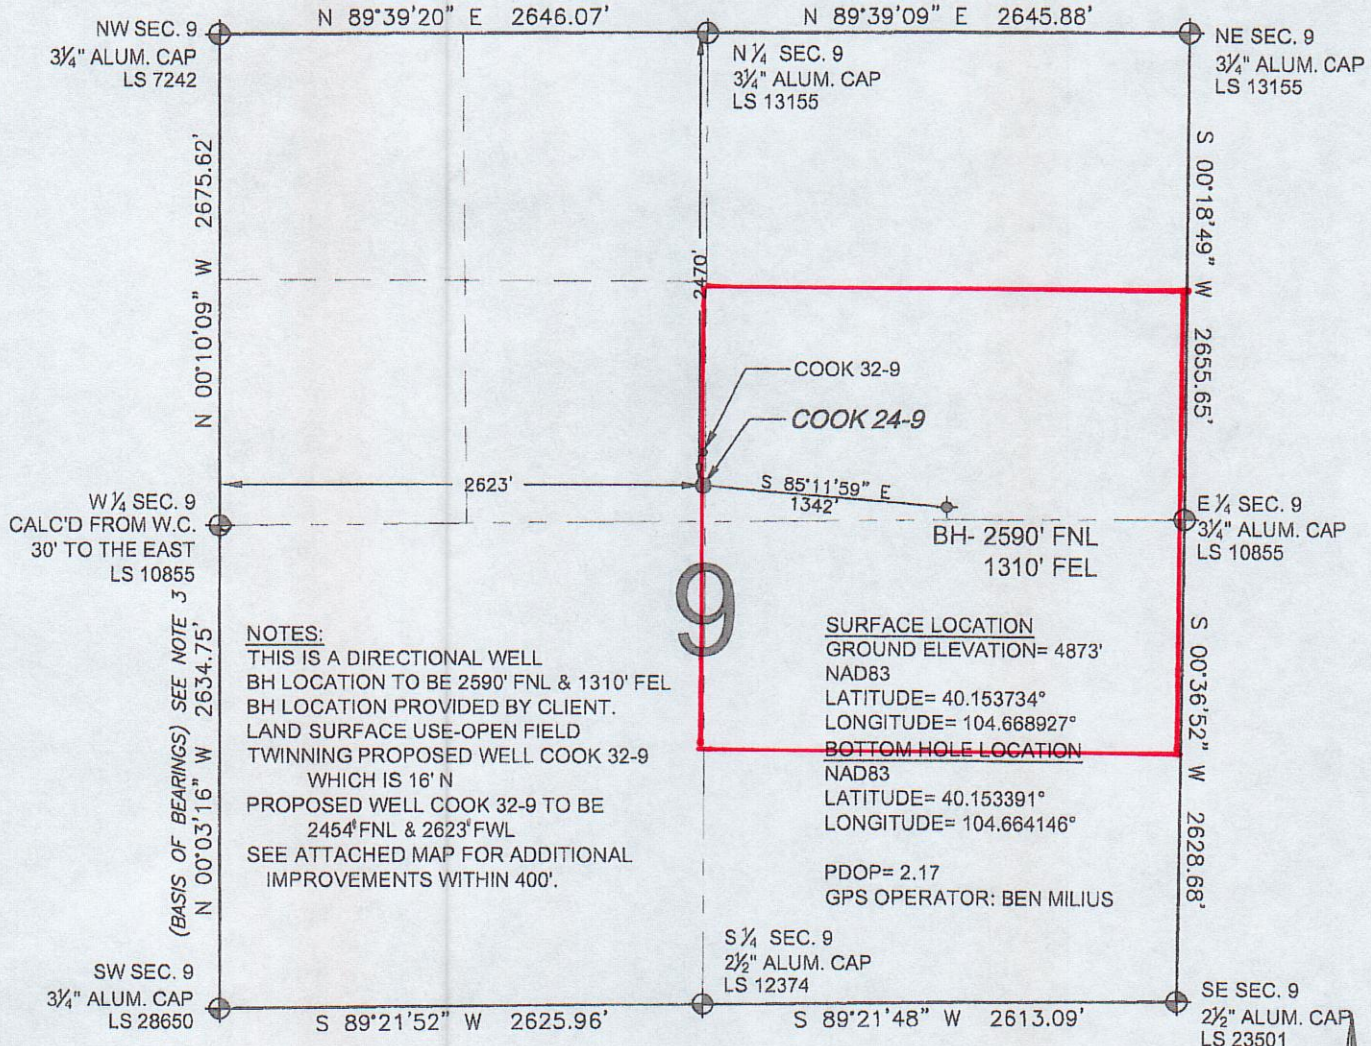 N 89°39'20" E 2646.07'
N 89°39'09" E 2645.88'
NW SEC. 9
3¼" ALUM. CAP
LS 7242
N ¼ SEC. 9
3¼" ALUM. CAP
LS 13155
NE SEC. 9
3¼" ALUM. CAP
LS 13155
N 00°10'09" W 2675.62'
S 00°18'49" W 2655.65'
2470'
COOK 32-9
COOK 24-9
2623'
S 85°11'59" E
1342'
W ¼ SEC. 9
CALC'D FROM W.C.
30' TO THE EAST
LS 10855
E ¼ SEC. 9
3¼" ALUM. CAP
LS 10855
BH- 2590' FNL
1310' FEL
9
(BASIS OF BEARINGS) SEE NOTE 3
N 00°03'16" W 2634.75'
S 00°36'52" W 2628.68'
NOTES:
THIS IS A DIRECTIONAL WELL
BH LOCATION TO BE 2590' FNL & 1310' FEL
BH LOCATION PROVIDED BY CLIENT.
LAND SURFACE USE-OPEN FIELD
TWINNING PROPOSED WELL COOK 32-9
WHICH IS 16' N
PROPOSED WELL COOK 32-9 TO BE
2454' FNL & 2623' FWL
SEE ATTACHED MAP FOR ADDITIONAL
IMPROVEMENTS WITHIN 400'.
SURFACE LOCATION
GROUND ELEVATION= 4873'
NAD83
LATITUDE= 40.153734°
LONGITUDE= 104.668927°
BOTTOM HOLE LOCATION
NAD83
LATITUDE= 40.153391°
LONGITUDE= 104.664146°
PDOP= 2.17
GPS OPERATOR: BEN MILIUS
SW SEC. 9
3¼" ALUM. CAP
LS 28650
S ¼ SEC. 9
2½" ALUM. CAP
LS 12374
SE SEC. 9
2½" ALUM. CAP
LS 23501
S 89°21'52" W 2625.96'
S 89°21'48" W 2613.09'